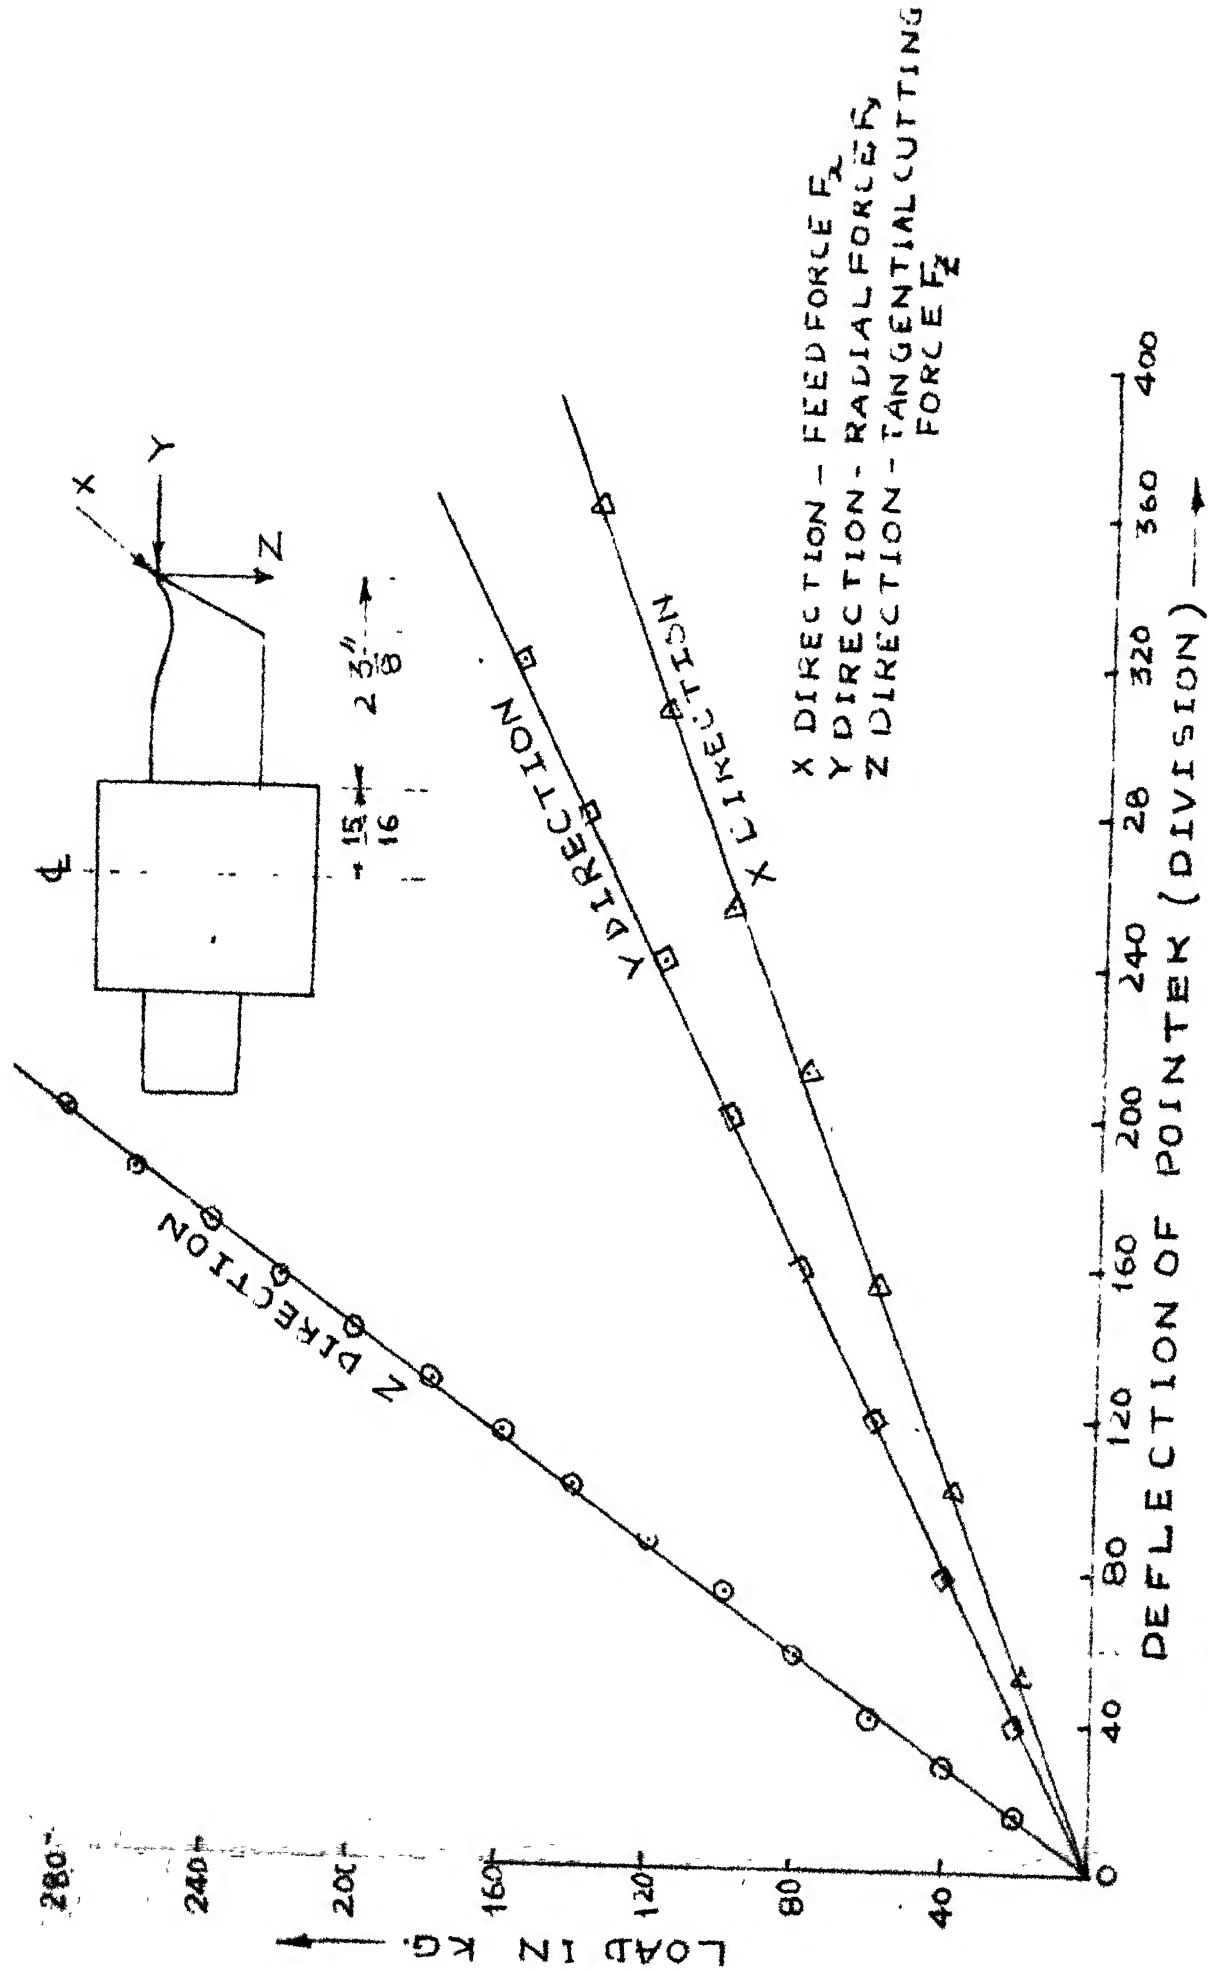 LOAD IN KG.
280
240
200
160
120
80
40
0
40
80
120
160
200
240
28
320
360
400
DEFLECTION OF POINTER (DIVISION)
Z DIRECTION
Y DIRECTION
X DIRECTION
℄
15/16
2 3/8"
X
Y
Z
X DIRECTION - FEED FORCE Fx
Y DIRECTION - RADIAL FORCE Fy
Z DIRECTION - TANGENTIAL CUTTING
FORCE Fz